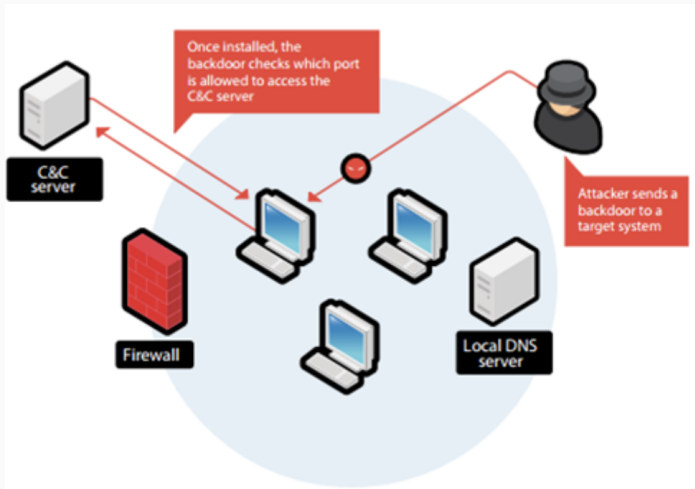 Once installed, the
backdoor checks which port
is allowed to access the
C&C server
C&C
server
Attacker sends a
backdoor to a
target system
Firewall
Local DNS
server